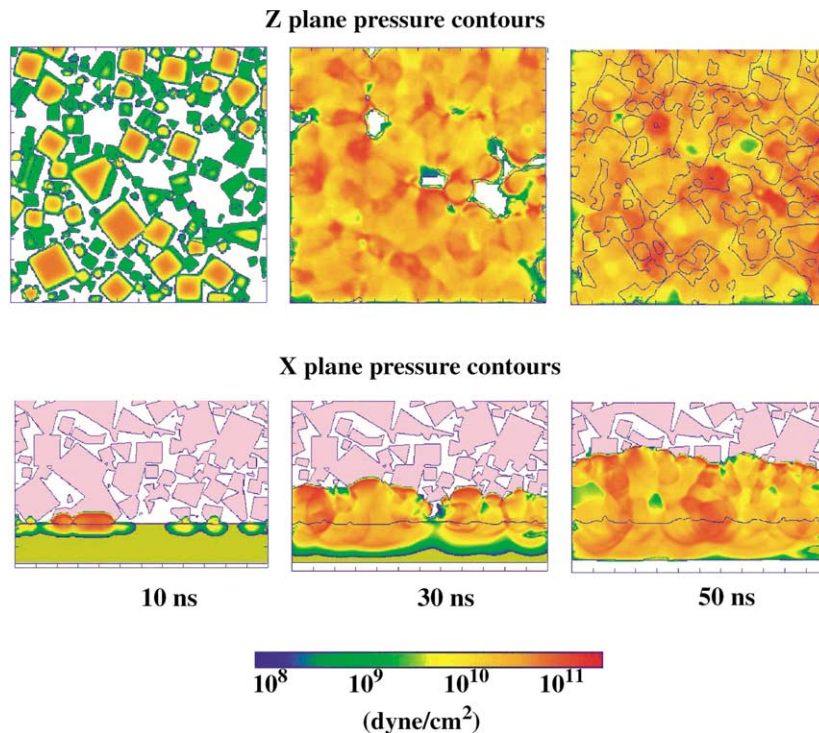 Z plane pressure contours
X plane pressure contours
10 ns
30 ns
50 ns
10⁸
10⁹
10¹⁰
10¹¹
(dyne/cm²)